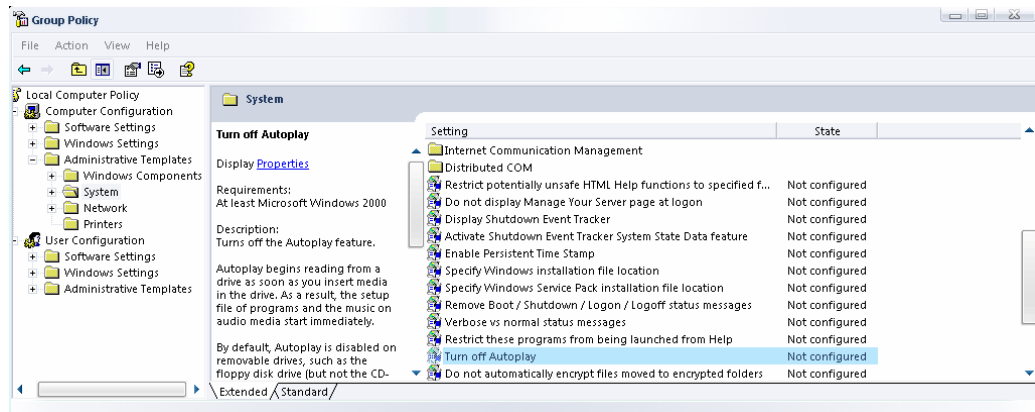 Group Policy
File Action View Help
Local Computer Policy
Computer Configuration
Software Settings
Windows Settings
Administrative Templates
Windows Components
System
Network
Printers
User Configuration
Software Settings
Windows Settings
Administrative Templates
System
Turn off Autoplay
Display Properties
Requirements:
At least Microsoft Windows 2000
Description:
Turns off the Autoplay feature.
Autoplay begins reading from a
drive as soon as you insert media
in the drive. As a result, the setup
file of programs and the music on
audio media start immediately.
By default, Autoplay is disabled on
removable drives, such as the
floppy disk drive (but not the CD-
Setting State
Internet Communication Management
Distributed COM
Restrict potentially unsafe HTML Help functions to specified f... Not configured
Do not display Manage Your Server page at logon Not configured
Display Shutdown Event Tracker Not configured
Activate Shutdown Event Tracker System State Data feature Not configured
Enable Persistent Time Stamp Not configured
Specify Windows installation file location Not configured
Specify Windows Service Pack installation file location Not configured
Remove Boot / Shutdown / Logon / Logoff status messages Not configured
Verbose vs normal status messages Not configured
Restrict these programs from being launched from Help Not configured
Turn off Autoplay Not configured
Do not automatically encrypt files moved to encrypted folders Not configured
Extended Standard